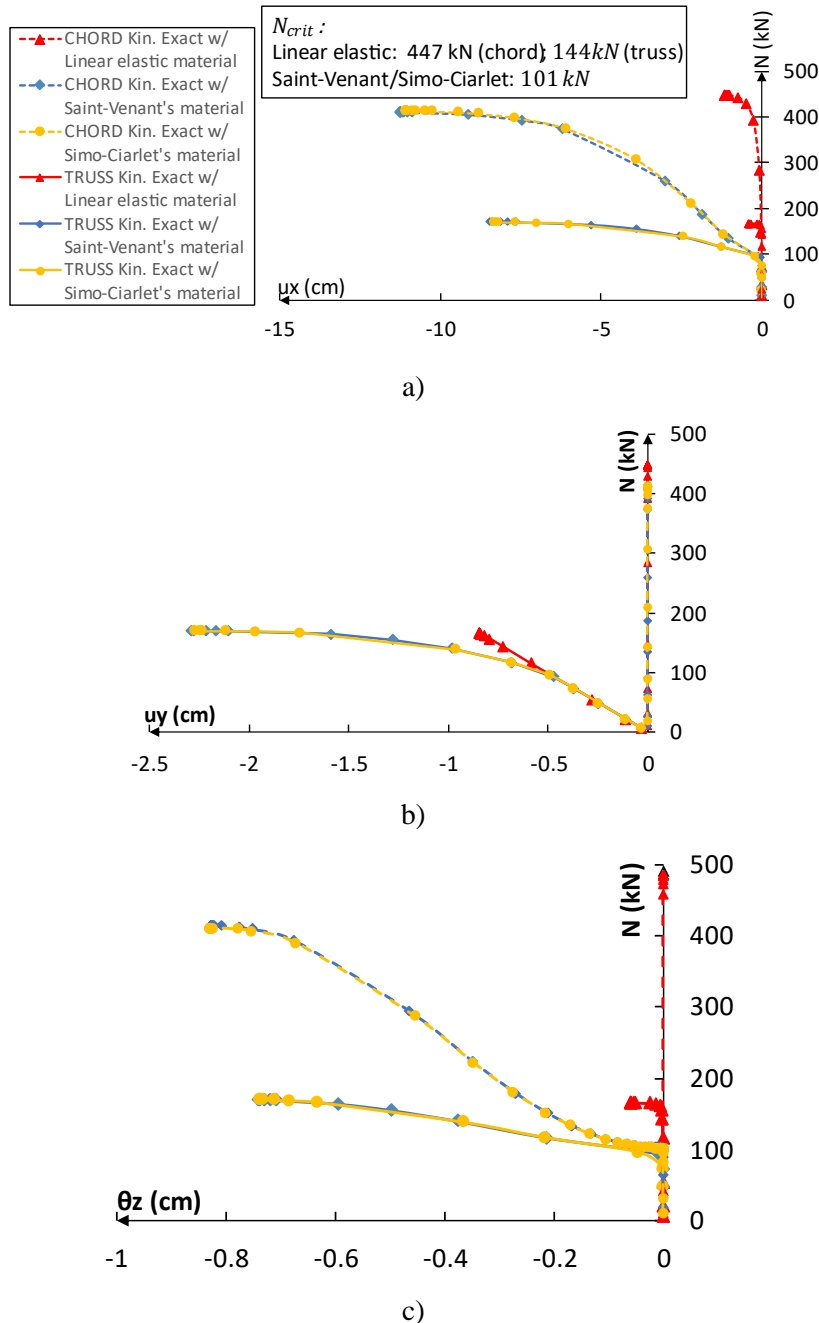 CHORD Kin. Exact w/
Linear elastic material
CHORD Kin. Exact w/
Saint-Venant's material
CHORD Kin. Exact w/
Simo-Ciarlet's material
TRUSS Kin. Exact w/
Linear elastic material
TRUSS Kin. Exact w/
Saint-Venant's material
TRUSS Kin. Exact w/
Simo-Ciarlet's material
N_crit :
Linear elastic: 447 kN (chord); 144kN (truss)
Saint-Venant/Simo-Ciarlet: 101 kN
N (kN)
500
400
300
200
100
0
μx (cm)
-15 -10 -5 0
a)
N (kN)
500
400
300
200
100
0
uy (cm)
-2.5 -2 -1.5 -1 -0.5 0
b)
N (kN)
500
400
300
200
100
0
θz (cm)
-1 -0.8 -0.6 -0.4 -0.2 0
c)